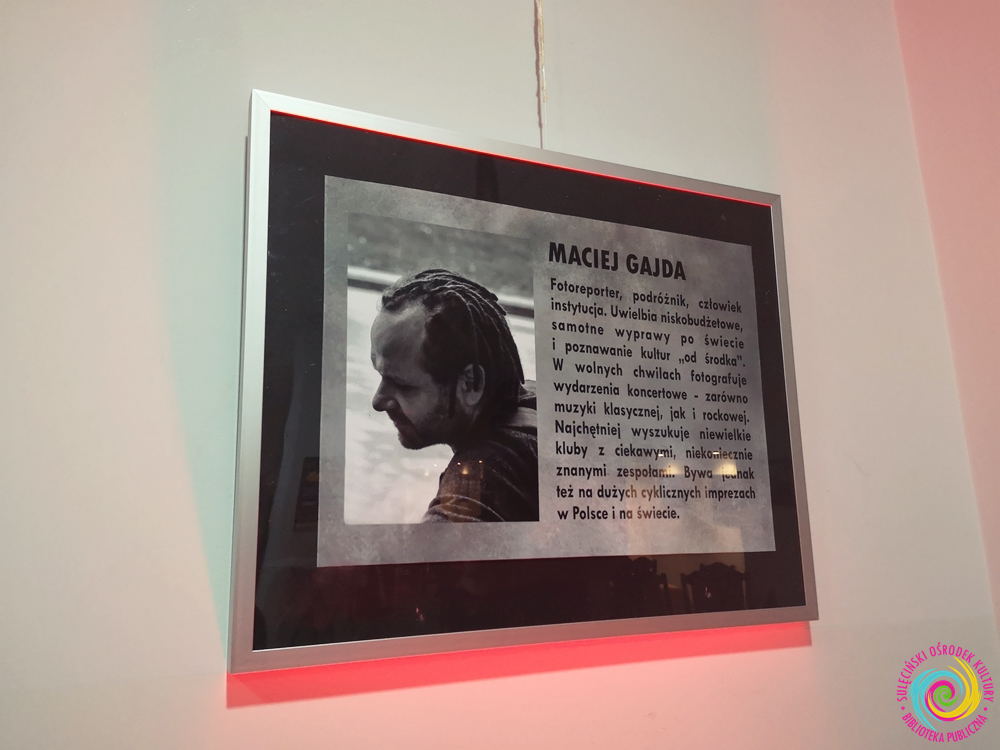 MACIEJ GAJDA
Fotoreporter, podróżnik, człowiek
instytucja. Uwielbia niskobudżetowe,
samotne wyprawy po świecie
i poznawanie kultur „od środka".
W wolnych chwilach fotografuje
wydarzenia koncertowe - zarówno
muzyki klasycznej, jak i rockowej.
Najchętniej wyszukuje niewielkie
kluby z ciekawymi, niekoniecznie
znanymi zespołami. Bywa jednak
też na dużych cyklicznych imprezach
w Polsce i na świecie.
SULECIŃSKI OŚRODEK KULTURY
• BIBLIOTEKA PUBLICZNA •